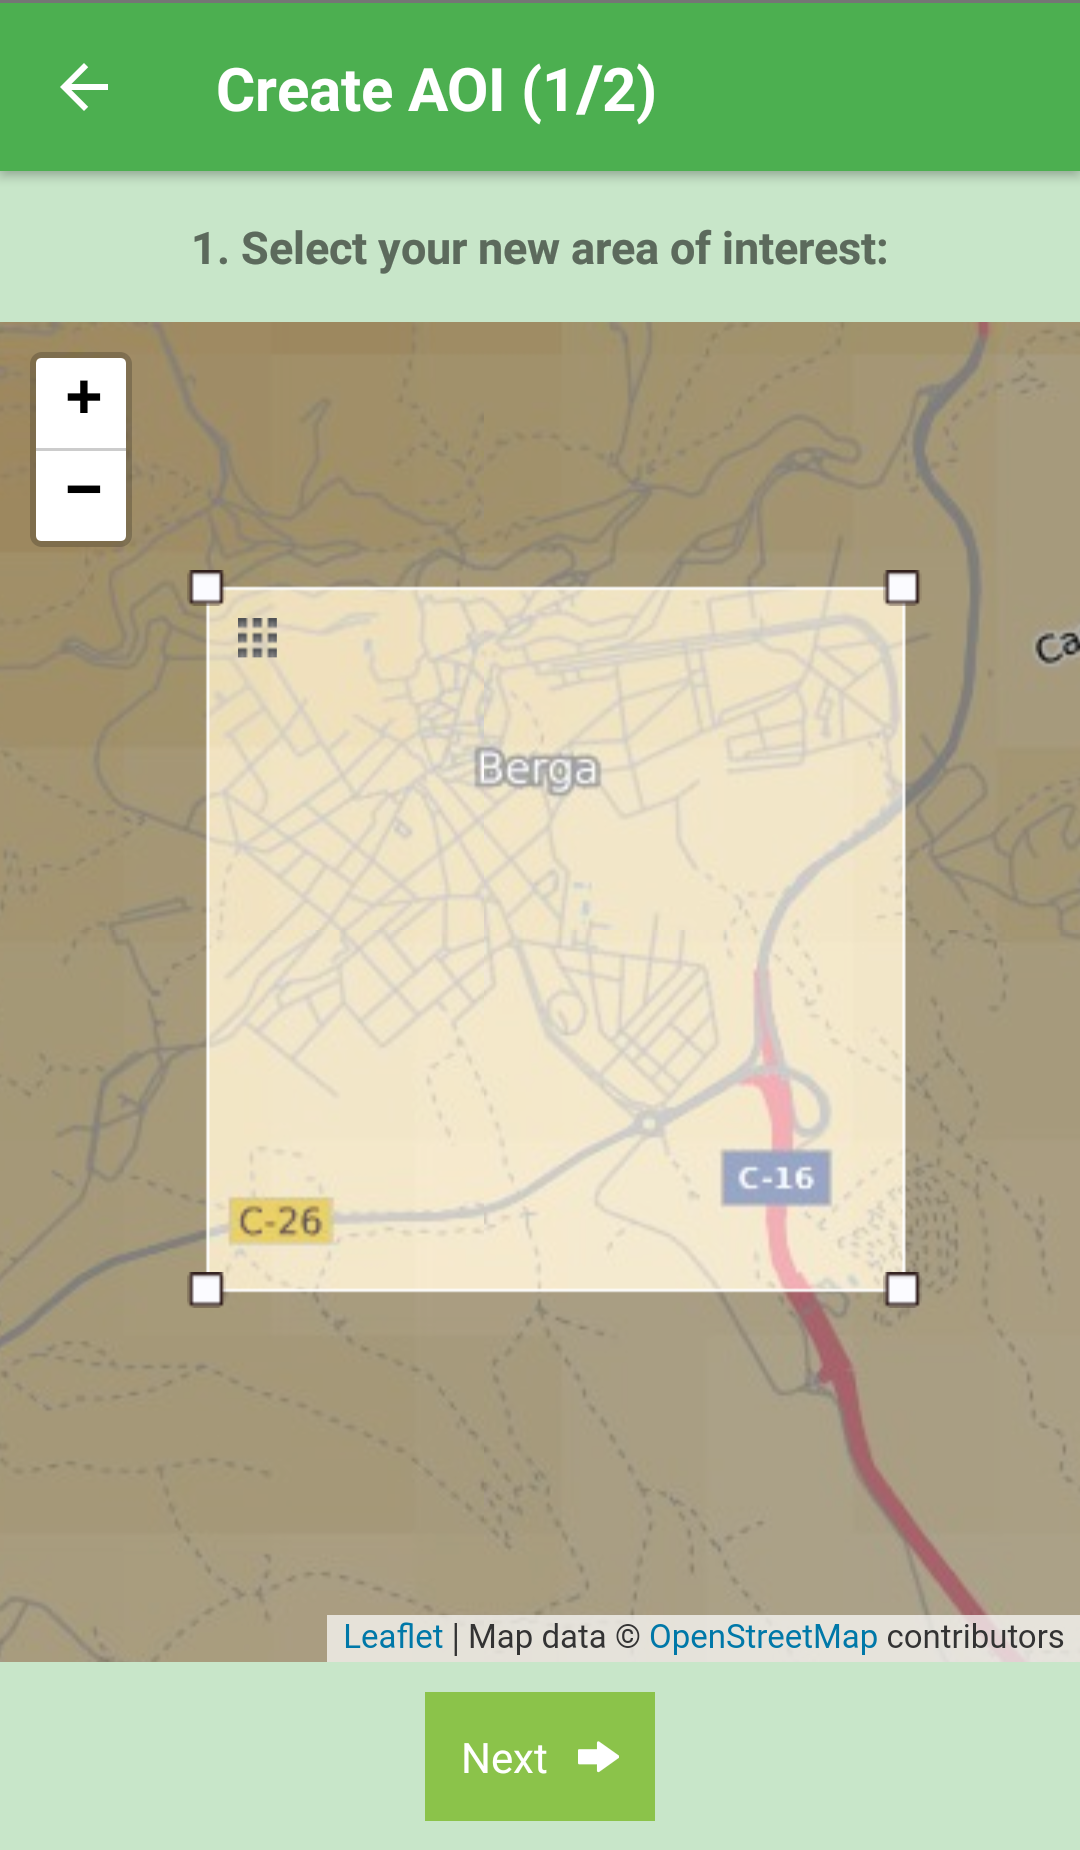 Create AOI (1/2)
1. Select your new area of interest:
+
−
Ca
Berga
C-16
C-26
Leaflet | Map data © OpenStreetMap contributors
Next